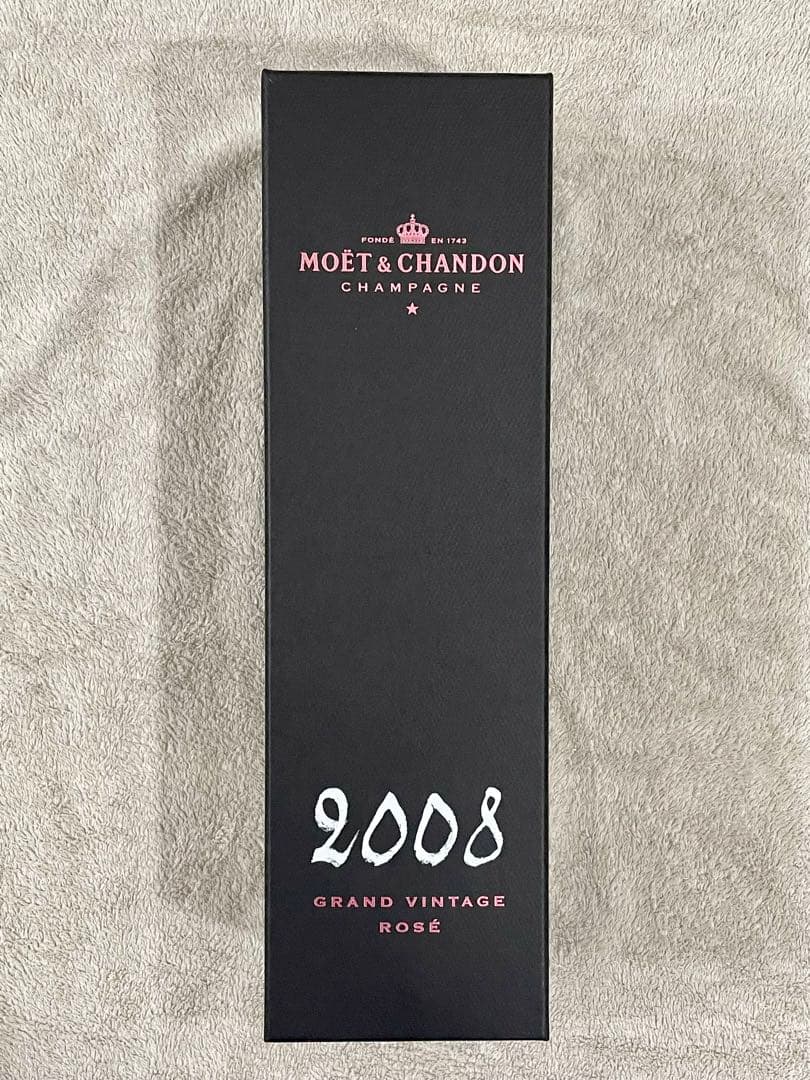 FONDÉ EN 1743
MOËT & CHANDON
CHAMPAGNE
2008
GRAND VINTAGE
ROSÉ